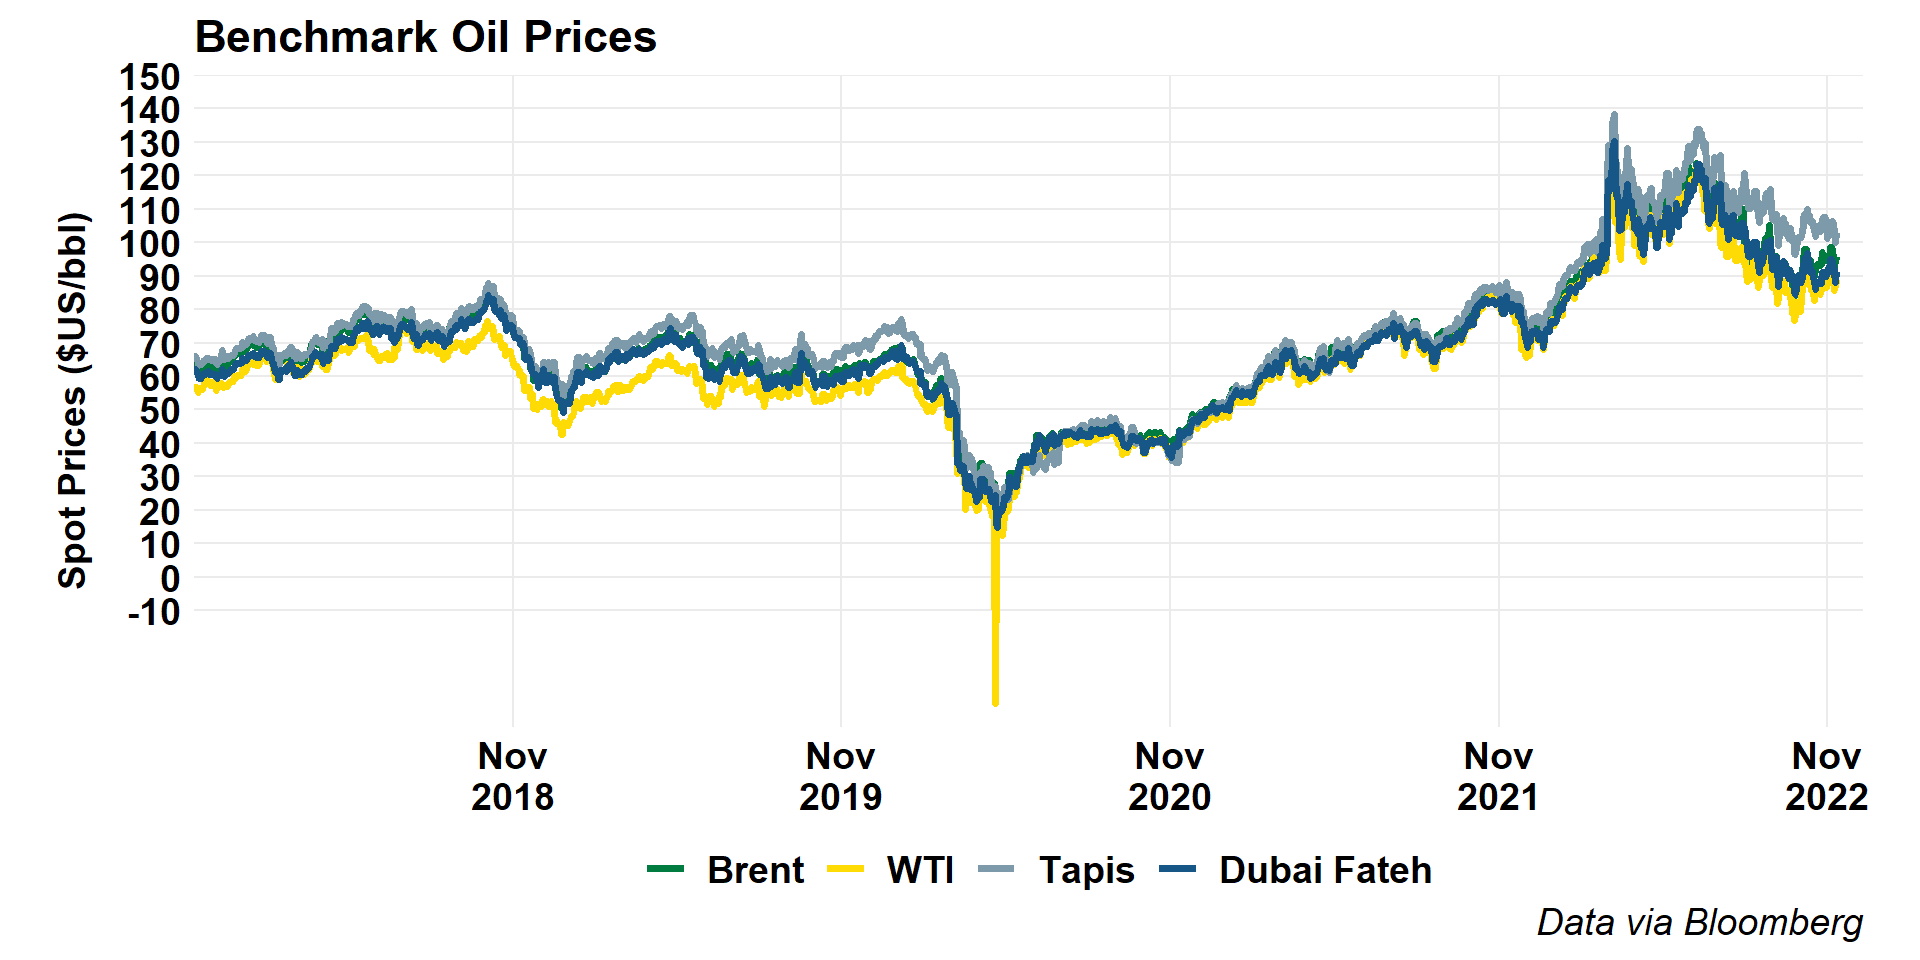 Benchmark Oil Prices
Spot Prices ($US/bbl)
150
140
130
120
110
100
90
80
70
60
50
40
30
20
10
0
-10
Nov 2018
Nov 2019
Nov 2020
Nov 2021
Nov 2022
Brent WTI Tapis Dubai Fateh
Data via Bloomberg